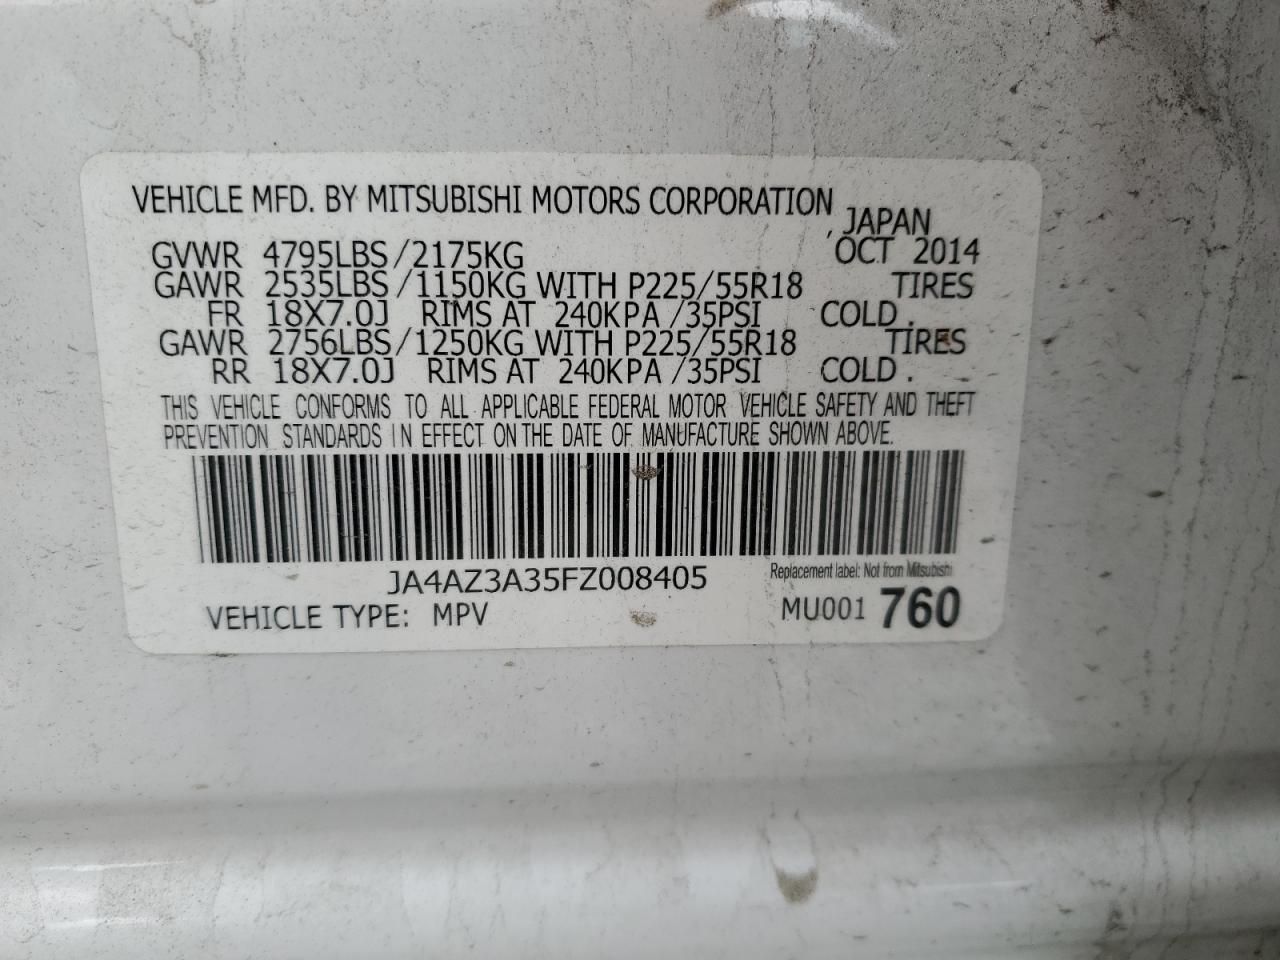 VEHICLE MFD. BY MITSUBISHI MOTORS CORPORATION, JAPAN
GVWR 4795LBS/2175KG OCT 2014
GAWR 2535LBS/1150KG WITH P225/55R18 TIRES
FR 18X7.0J RIMS AT 240KPA/35PSI COLD.
GAWR 2756LBS/1250KG WITH P225/55R18 TIRES
RR 18X7.0J RIMS AT 240KPA/35PSI COLD.
THIS VEHICLE CONFORMS TO ALL APPLICABLE FEDERAL MOTOR VEHICLE SAFETY AND THEFT
PREVENTION STANDARDS IN EFFECT ON THE DATE OF MANUFACTURE SHOWN ABOVE.
JA4AZ3A35FZ008405
Replacement label: Not from Mitsubishi
VEHICLE TYPE: MPV
MU001 760